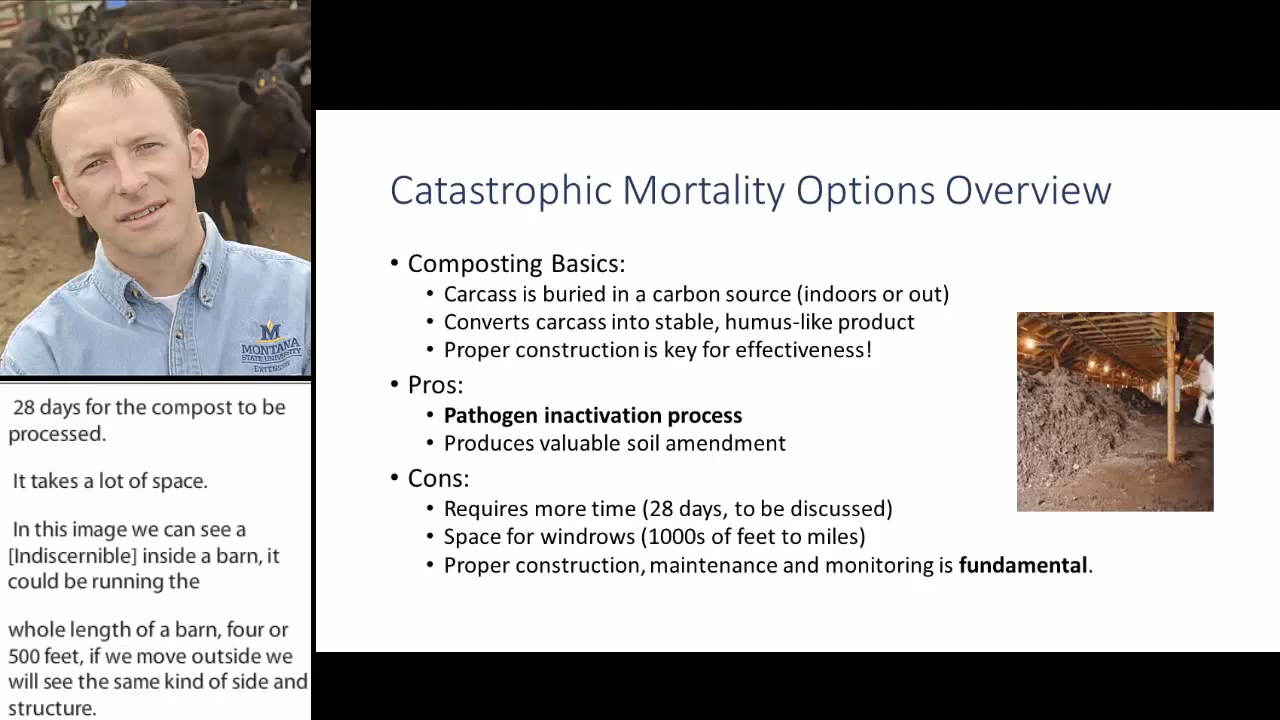 M
MONTANA
STATE UNIVERSITY
EXTENSION
28 days for the compost to be
processed.
It takes a lot of space.
In this image we can see a
[Indiscernible] inside a barn, it
could be running the
whole length of a barn, four or
500 feet, if we move outside we
will see the same kind of side and
structure.
Catastrophic Mortality Options Overview
• Composting Basics:
• Carcass is buried in a carbon source (indoors or out)
• Converts carcass into stable, humus-like product
• Proper construction is key for effectiveness!
• Pros:
• Pathogen inactivation process
• Produces valuable soil amendment
• Cons:
• Requires more time (28 days, to be discussed)
• Space for windrows (1000s of feet to miles)
• Proper construction, maintenance and monitoring is fundamental.